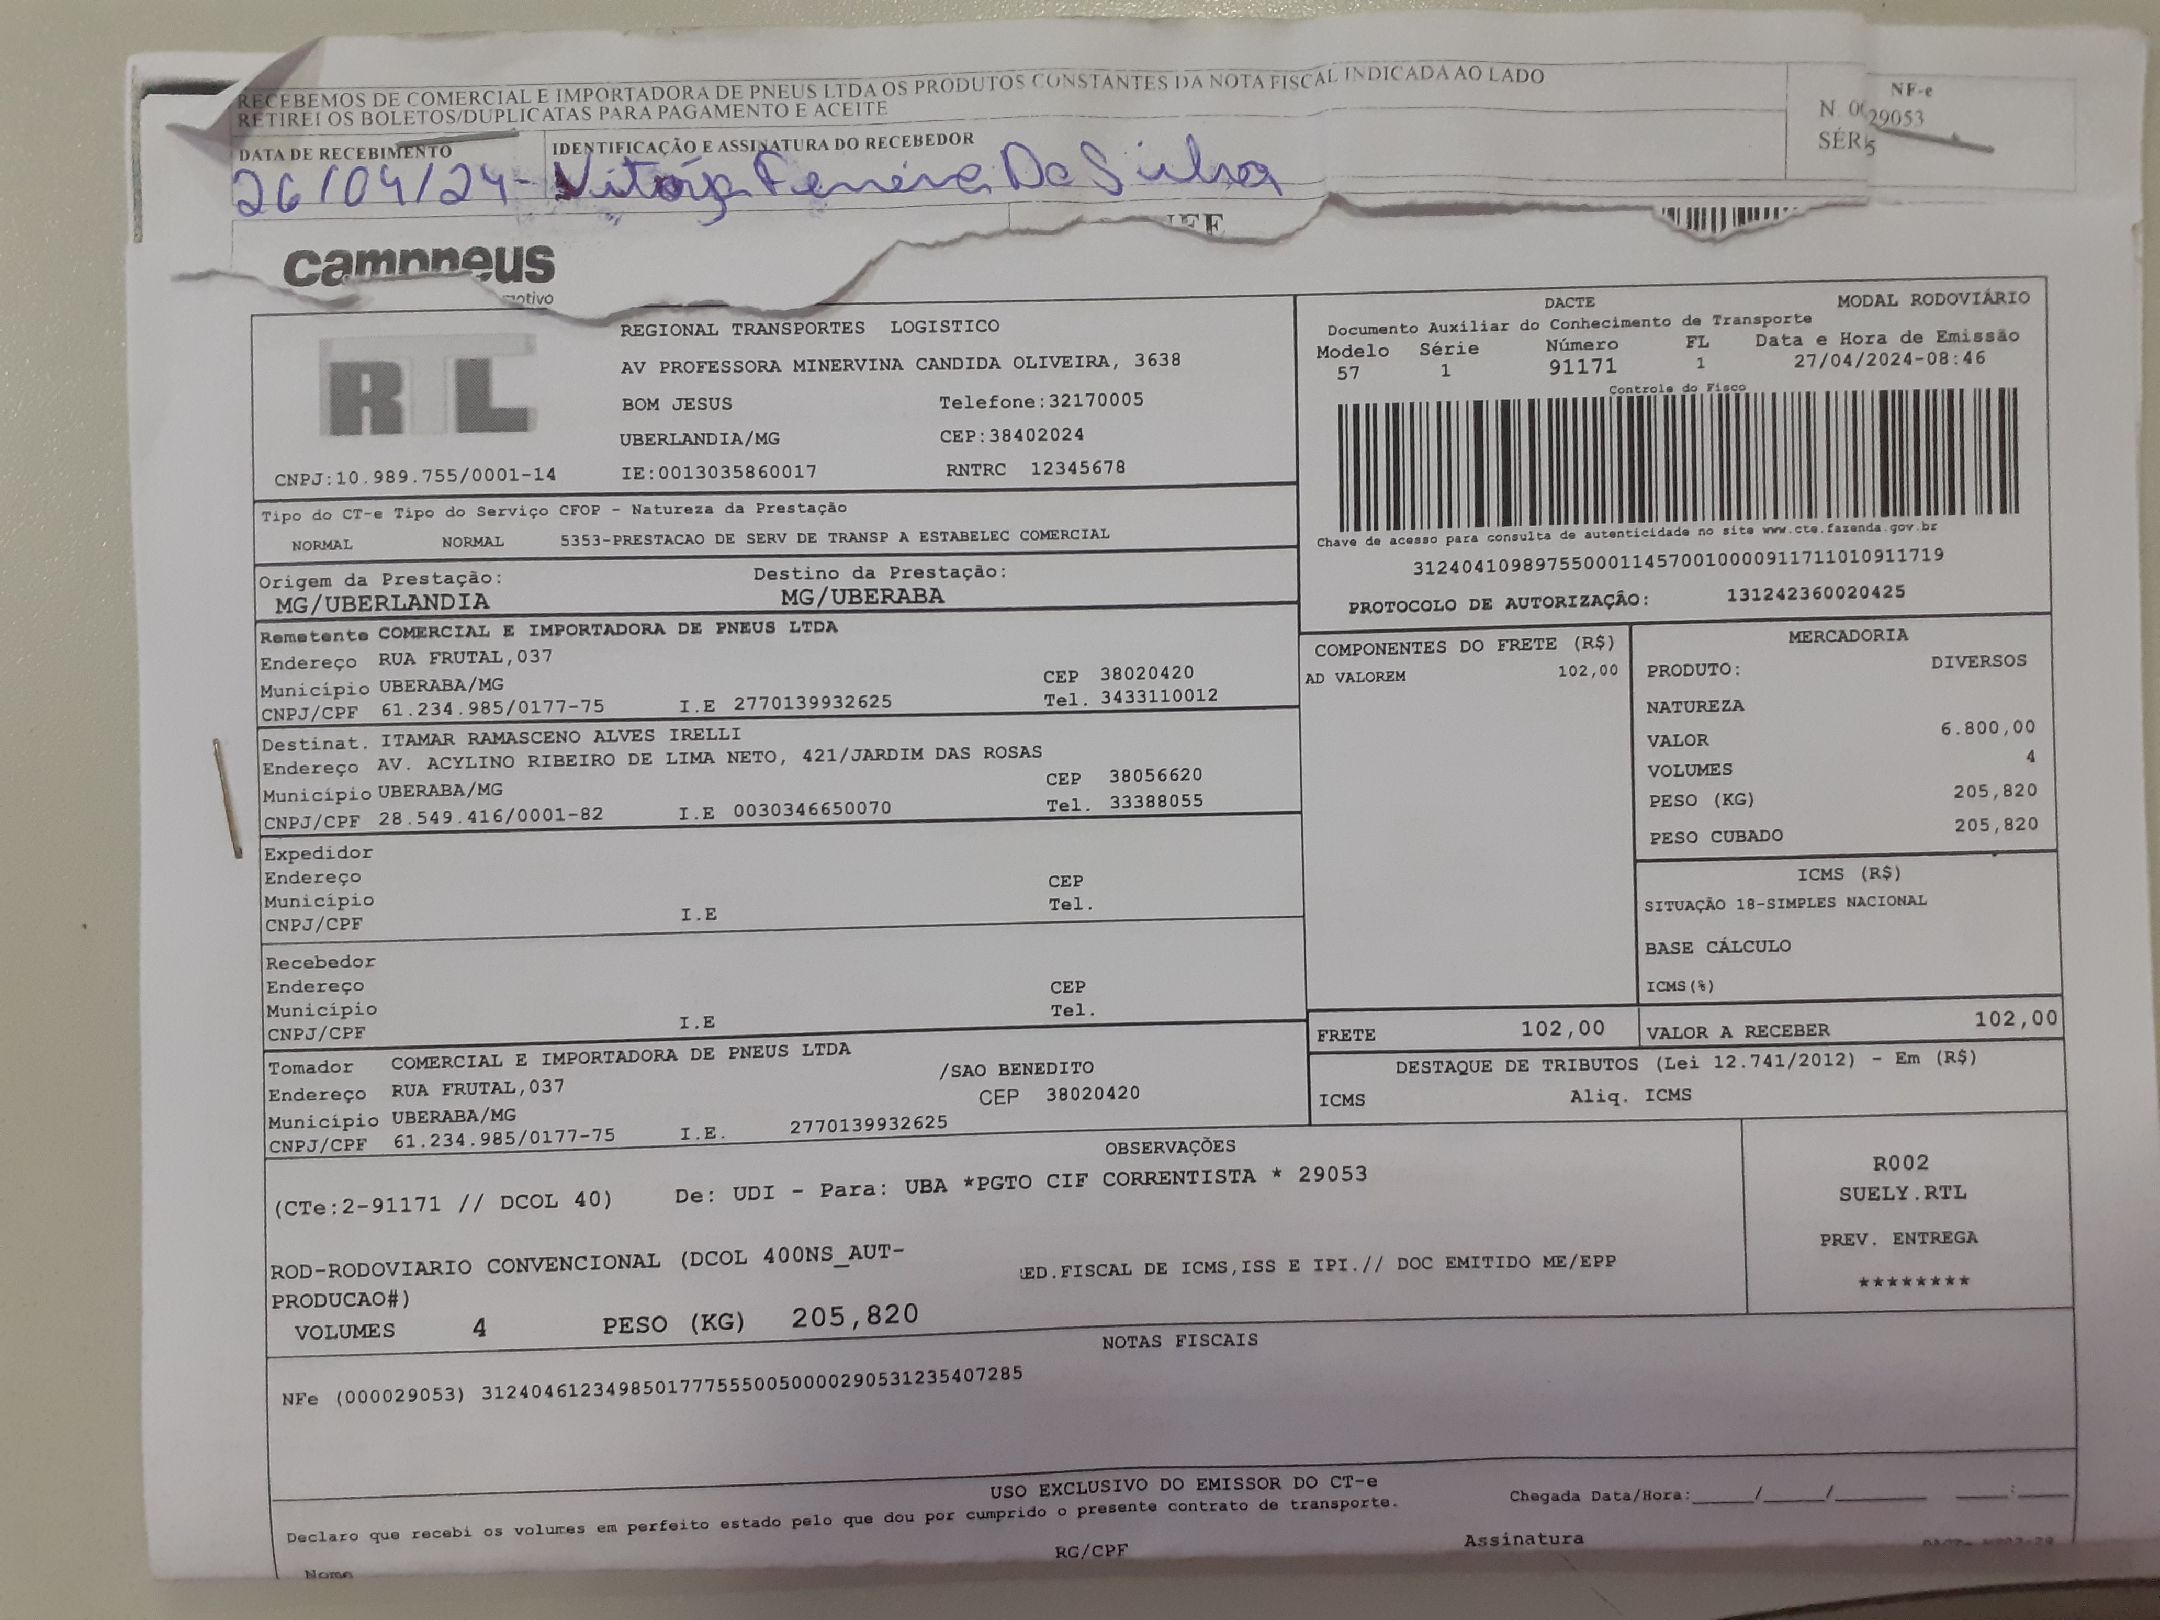 RECEBEMOS DE COMERCIAL E IMPORTADORA DE PNEUS LTDA OS PRODUTOS CONSTANTES DA NOTA FISCAL INDICADA AO LADO
RETIREI OS BOLETOS/DUPLICATAS PARA PAGAMENTO E ACEITE
NF-e
29053
SÉR
5
DATA DE RECEBIMENTO
IDENTIFICAÇÃO E ASSINATURA DO RECEBEDOR
26/04/24 - Vitória Ferreira Da Silva
campneus
REGIONAL TRANSPORTES LOGISTICO
AV PROFESSORA MINERVINA CANDIDA OLIVEIRA, 3638
BOM JESUS Telefone:32170005
UBERLANDIA/MG CEP:38402024
RTL
CNPJ:10.989.755/0001-14 IE:0013035860017 RNTRC 12345678
DACTE MODAL RODOVIÁRIO
Documento Auxiliar do Conhecimento de Transporte
Modelo Série Número FL Data e Hora de Emissão
57 1 91171 1 27/04/2024-08:46
Controle do Fisco
Chave de acesso para consulta de autenticidade no site www.cte.fazenda.gov.br
31240410989755000114570010000911711010911719
PROTOCOLO DE AUTORIZAÇÃO: 131242360020425
Tipo do CT-e Tipo do Serviço CFOP - Natureza da Prestação
NORMAL NORMAL 5353-PRESTACAO DE SERV DE TRANSP A ESTABELEC COMERCIAL
Origem da Prestação: Destino da Prestação:
MG/UBERLANDIA MG/UBERABA
Remetente COMERCIAL E IMPORTADORA DE PNEUS LTDA
Endereço RUA FRUTAL,037
Município UBERABA/MG CEP 38020420
CNPJ/CPF 61.234.985/0177-75 I.E 2770139932625 Tel. 3433110012
Destinat. ITAMAR RAMASCENO ALVES IRELLI
Endereço AV. ACYLINO RIBEIRO DE LIMA NETO, 421/JARDIM DAS ROSAS
Município UBERABA/MG CEP 38056620
CNPJ/CPF 28.549.416/0001-82 I.E 0030346650070 Tel. 33388055
Expedidor
Endereço CEP
Município Tel.
CNPJ/CPF I.E
Recebedor
Endereço CEP
Município Tel.
CNPJ/CPF I.E
Tomador COMERCIAL E IMPORTADORA DE PNEUS LTDA
Endereço RUA FRUTAL,037 /SAO BENEDITO
Município UBERABA/MG CEP 38020420
CNPJ/CPF 61.234.985/0177-75 I.E. 2770139932625
COMPONENTES DO FRETE (R$)
AD VALOREM 102,00
MERCADORIA
PRODUTO: DIVERSOS
NATUREZA
VALOR 6.800,00
VOLUMES 4
PESO (KG) 205,820
PESO CUBADO 205,820
ICMS (R$)
SITUAÇÃO 18-SIMPLES NACIONAL
BASE CÁLCULO
ICMS(%)
FRETE 102,00 VALOR A RECEBER 102,00
DESTAQUE DE TRIBUTOS (Lei 12.741/2012) - Em (R$)
ICMS Aliq. ICMS
OBSERVAÇÕES
(CTe:2-91171 // DCOL 40) De: UDI - Para: UBA *PGTO CIF CORRENTISTA * 29053
ROD-RODOVIARIO CONVENCIONAL (DCOL 400NS_AUT-
PRODUCAO#)
ED.FISCAL DE ICMS,ISS E IPI.// DOC EMITIDO ME/EPP
VOLUMES 4 PESO (KG) 205,820
R002
SUELY.RTL
PREV. ENTREGA
********
NOTAS FISCAIS
NFe (000029053) 31240461234985017775550050000290531235407285
USO EXCLUSIVO DO EMISSOR DO CT-e
Declaro que recebi os volumes em perfeito estado pelo que dou por cumprido o presente contrato de transporte.
Chegada Data/Hora:_____/_____/________ ____:____
Nome RG/CPF Assinatura